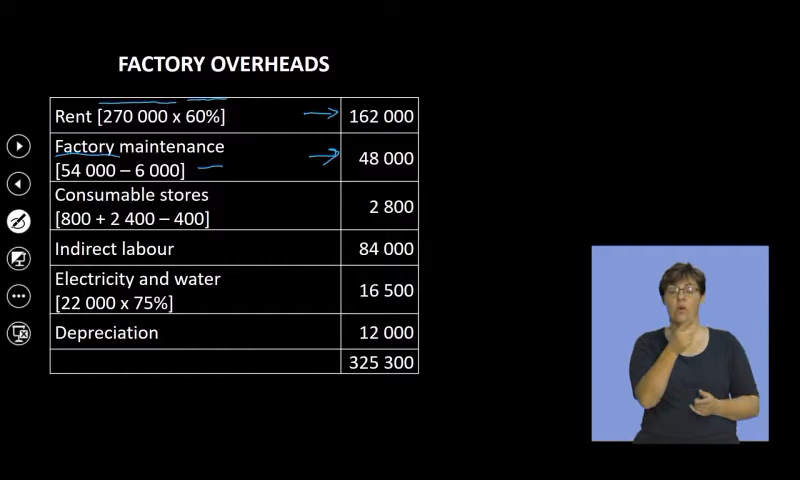 FACTORY OVERHEADS
Rent [270 000 x 60%] 162 000
Factory maintenance
[54 000 – 6 000] 48 000
Consumable stores
[800 + 2 400 – 400] 2 800
Indirect labour 84 000
Electricity and water
[22 000 x 75%] 16 500
Depreciation 12 000
325 300